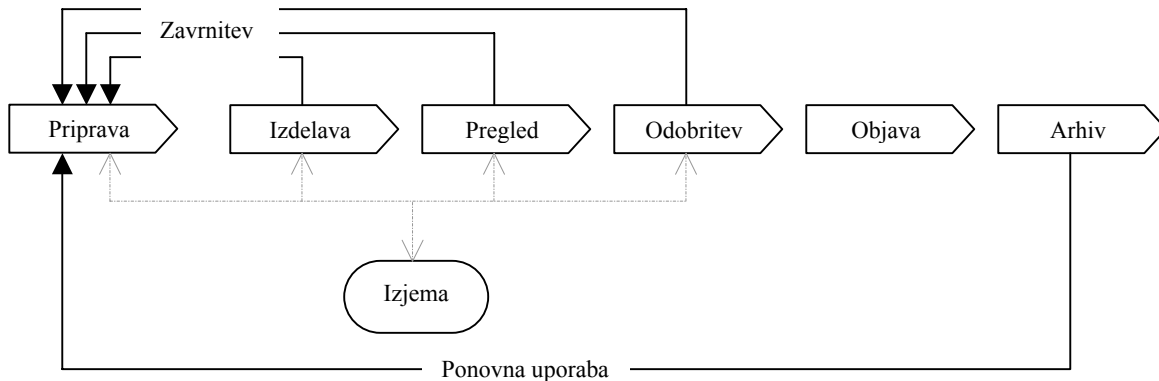 Zavrnitev
Priprava
Izdelava
Pregled
Odobritev
Objava
Arhiv
Izjema
Ponovna uporaba